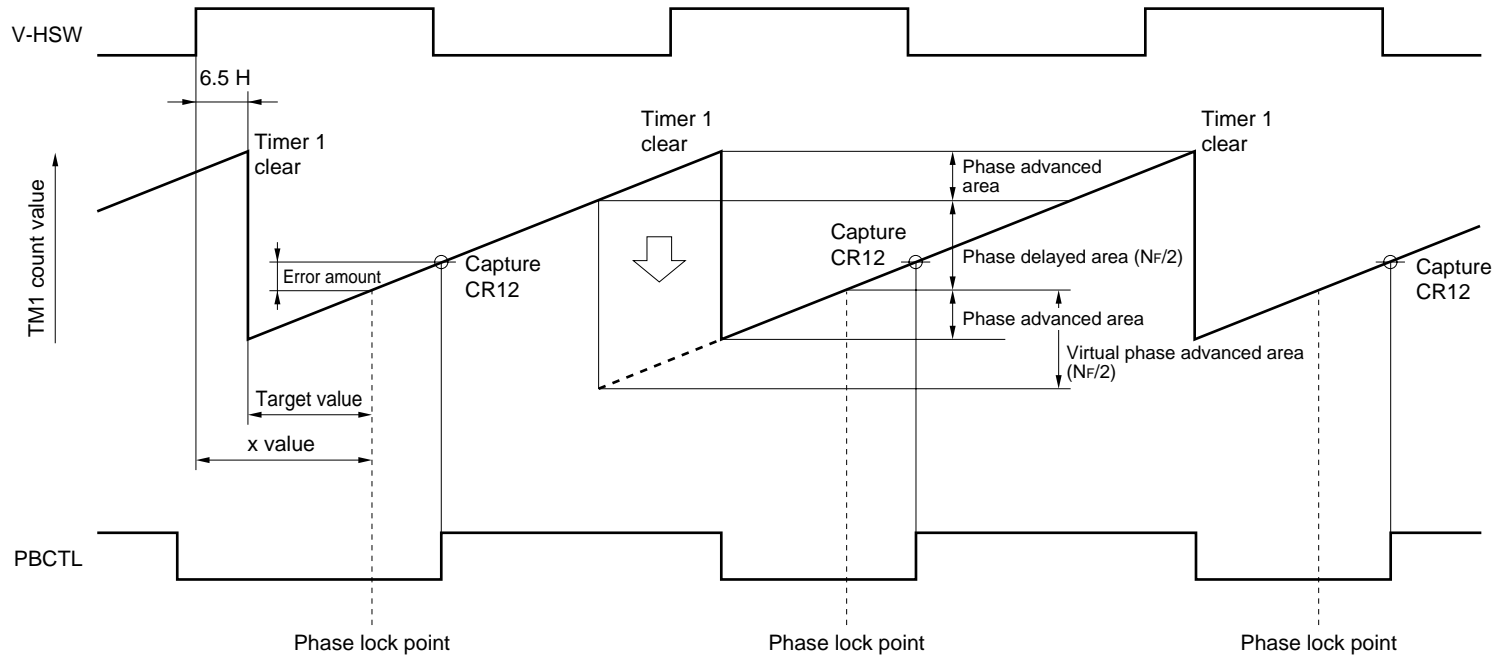 V-HSW
6.5 H
Timer 1
clear
Timer 1
clear
Timer 1
clear
TM1 count value
Phase advanced
area
Capture
CR12
Phase delayed area (NF/2)
Error amount
Capture
CR12
Capture
CR12
Phase advanced area
Virtual phase advanced area
(NF/2)
Target value
x value
PBCTL
Phase lock point
Phase lock point
Phase lock point